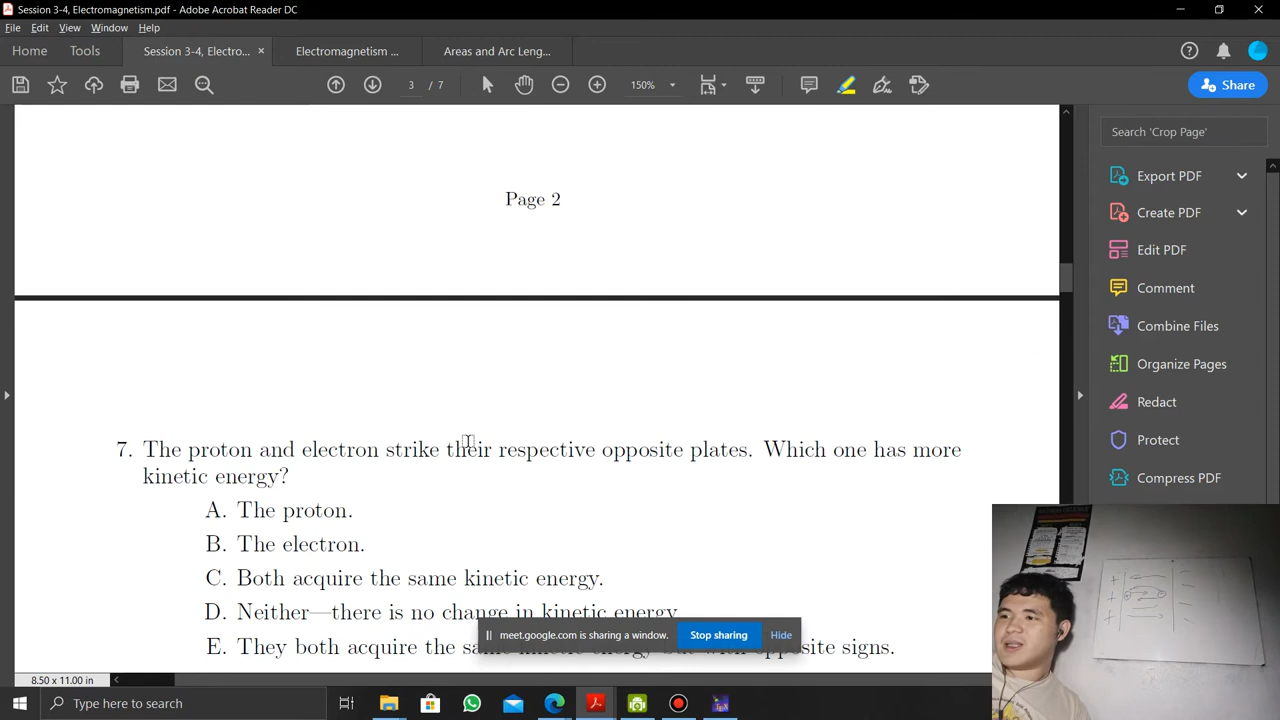 Session 3-4, Electromagnetism.pdf - Adobe Acrobat Reader DC
File Edit View Window Help
Home Tools Session 3-4, Electro... × Electromagnetism ... Areas and Arc Leng...
3 / 7 150% Share
Search 'Crop Page'
Export PDF
Create PDF
Edit PDF
Comment
Combine Files
Organize Pages
Redact
Protect
Compress PDF
Page 2
7. The proton and electron strike their respective opposite plates. Which one has more
kinetic energy?
A. The proton.
B. The electron.
C. Both acquire the same kinetic energy.
D. Neither—there is no change in kinetic energy.
E. They both acquire the same kinetic energy but with opposite signs.
meet.google.com is sharing a window. Stop sharing Hide
8.50 x 11.00 in
Type here to search